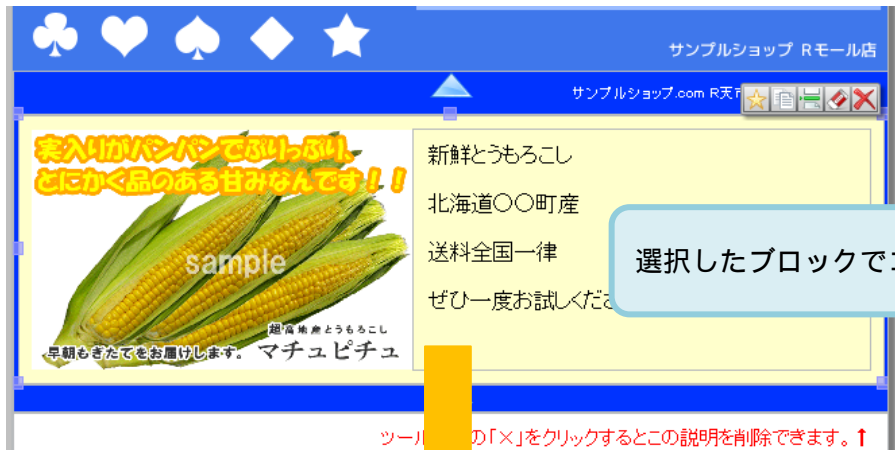 サンプルショップ Rモール店
サンプルショップ.com R天市
実入りがパンパンでぷりっぷり、
とにかく品のある甘みなんです！！
sample
超高地産とうもろこし
早朝もぎたてをお届けします。 マチュピチュ
新鮮とうもろこし
北海道〇〇町産
送料全国一律
ぜひ一度お試しくださ
選択したブロックで
ツール の「×」をクリックするとこの説明を削除できます。↑